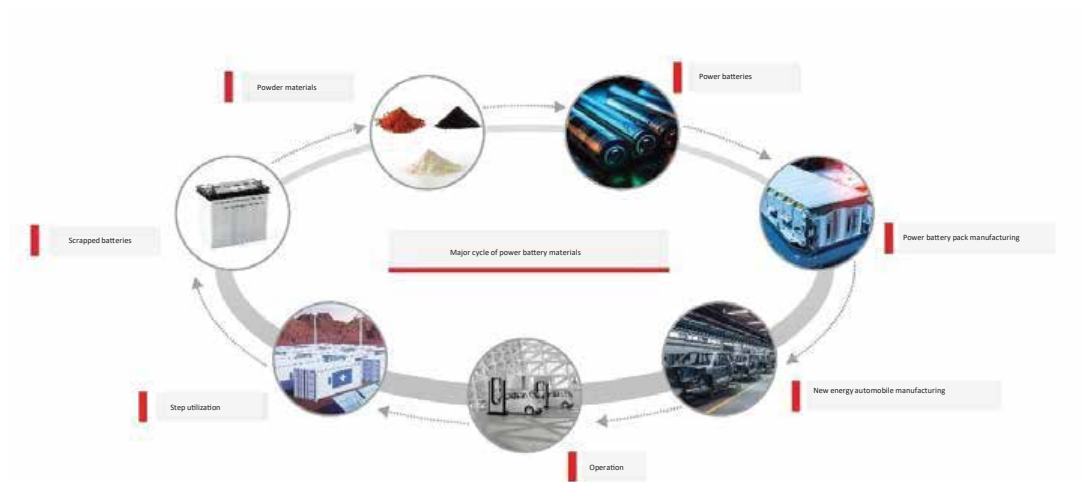 Powder materials
Power batteries
Scrapped batteries
Power battery pack manufacturing
Major cycle of power battery materials
Step utilization
New energy automobile manufacturing
Operation